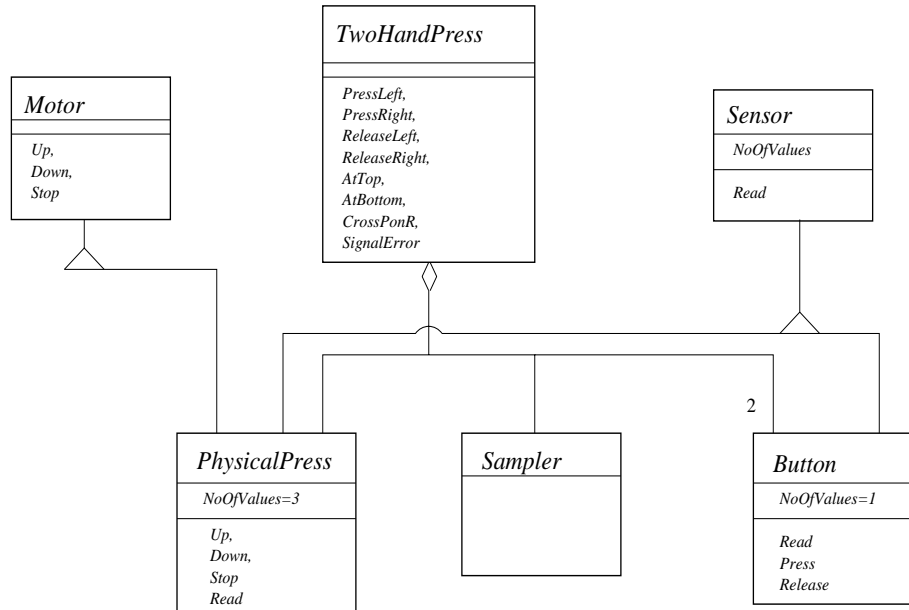 TwoHandPress
PressLeft,
PressRight,
ReleaseLeft,
ReleaseRight,
AtTop,
AtBottom,
CrossPonR,
SignalError
Motor
Up,
Down,
Stop
Sensor
NoOfValues
Read
2
PhysicalPress
NoOfValues=3
Up,
Down,
Stop
Read
Sampler
Button
NoOfValues=1
Read
Press
Release